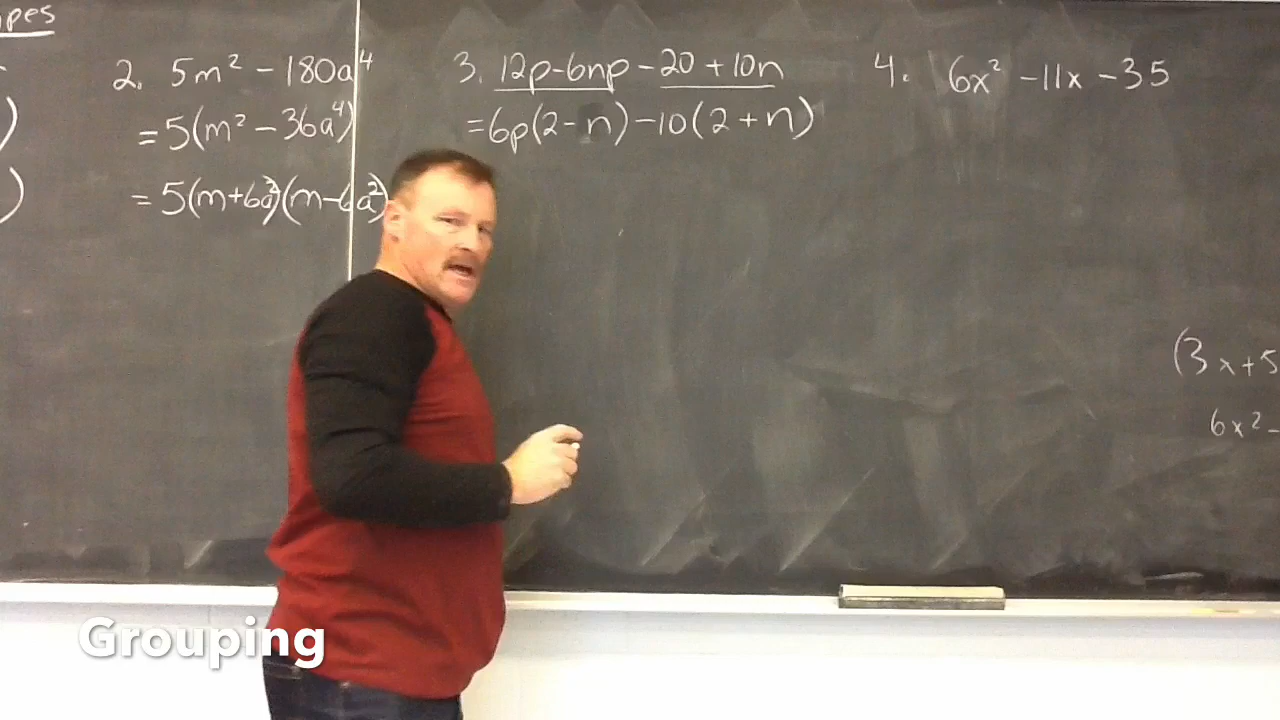 pes
)
)
2. 5m² - 180a⁴
= 5(m² - 36a⁴)
= 5(m+6a²)(m-6a²)
3. 12p-6np-20+10n
=6p(2-n)-10(2+n)
4. 6x² -11x -35
(3x+5
6x² -
Grouping